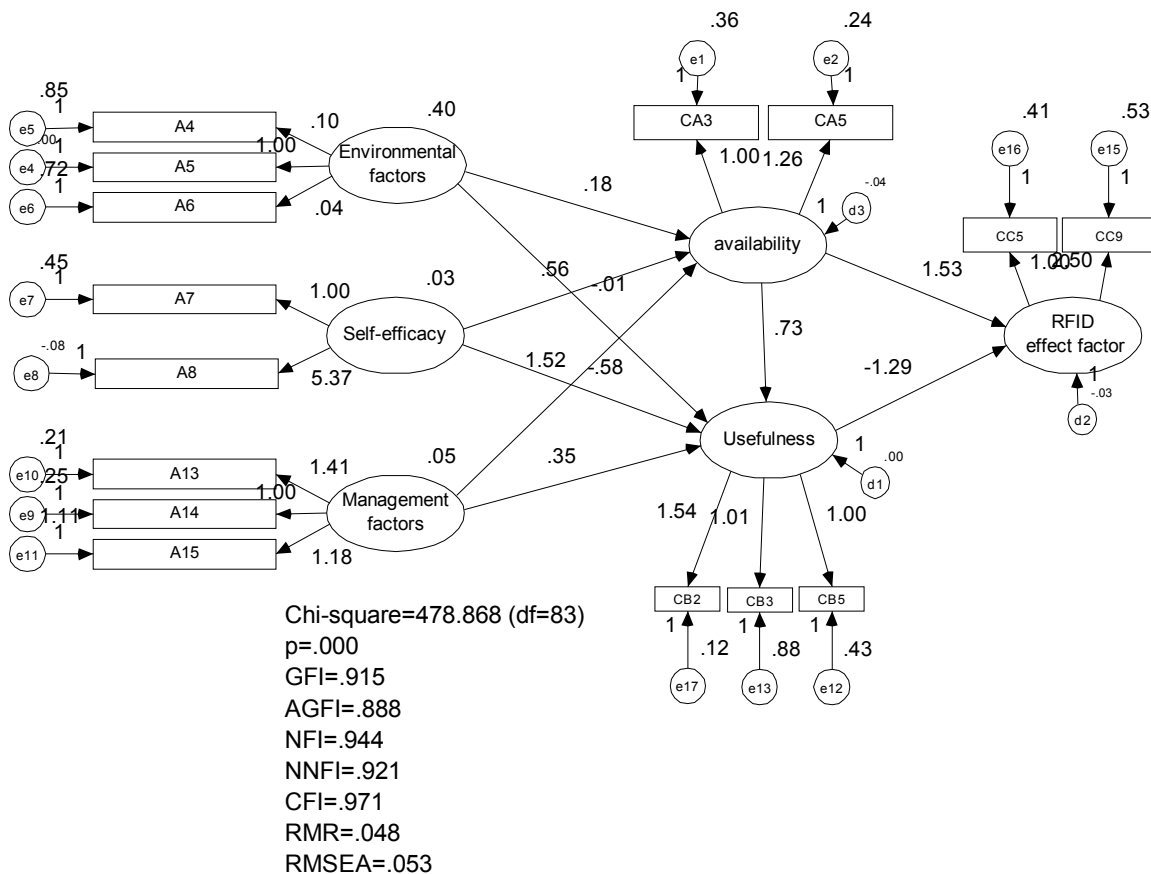 .36
.24
e1
e2
1
1
.85
1
e5
A4
.10
.40
CA3
CA5
.41
.53
.00
1
e4
A5
1.00
Environmental
factors
1.00
1.26
e16
e15
.72
1
e6
A6
.04
.18
-.04
1
d3
1
1
availability
CC5
CC9
.45
1
e7
A7
1.00
.03
.56
-.01
1.53
1.00
2.50
Self-efficacy
.73
RFID
effect factor
-.08
1
e8
A8
5.37
1.52
-.58
-1.29
1
-.03
d2
.21
1
e10
A13
1.41
.05
.35
Usefulness
1
.00
d1
.25
1
e9
A14
1.00
Management
factors
1.54
1.01
1.00
1.11
1
e11
A15
1.18
CB2
CB3
CB5
1
1
1
.12
.88
.43
e17
e13
e12
Chi-square=478.868 (df=83)
p=.000
GFI=.915
AGFI=.888
NFI=.944
NNFI=.921
CFI=.971
RMR=.048
RMSEA=.053